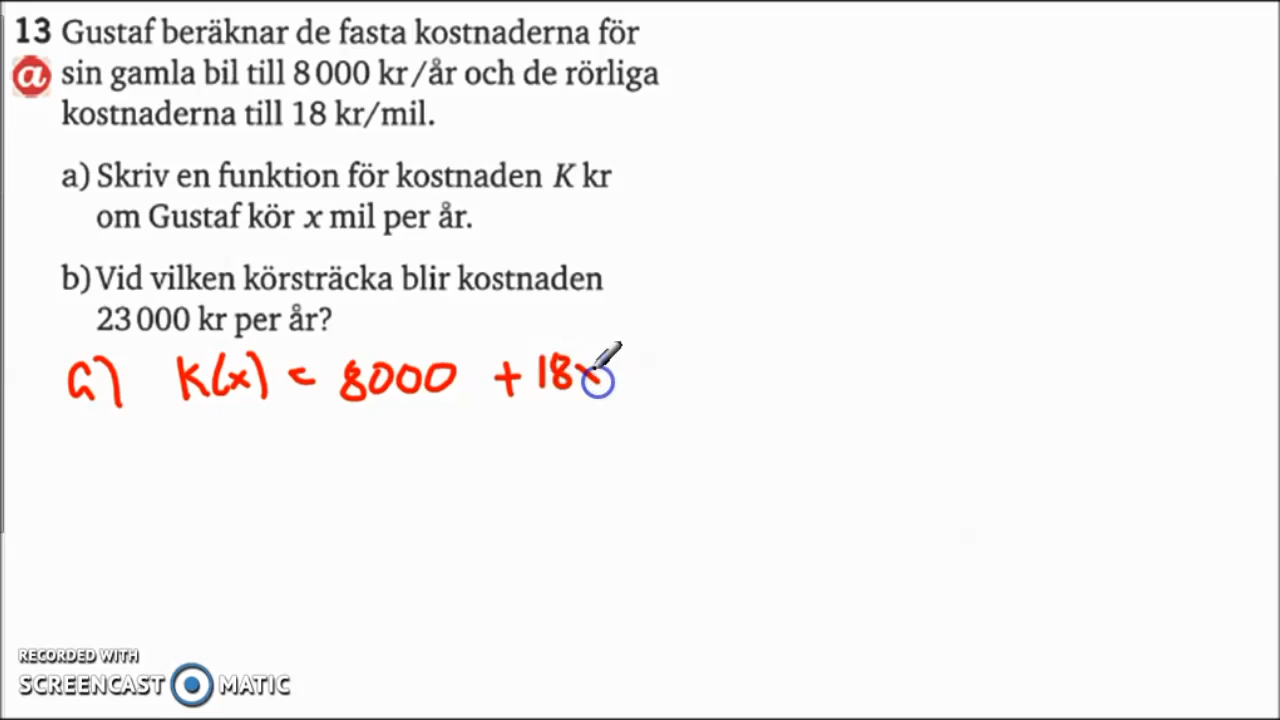 13 Gustaf beräknar de fasta kostnaderna för
a sin gamla bil till 8 000 kr/år och de rörliga
kostnaderna till 18 kr/mil.
a) Skriv en funktion för kostnaden K kr
om Gustaf kör x mil per år.
b) Vid vilken körsträcka blir kostnaden
23 000 kr per år?
a) K(x) = 8000 + 18x
RECORDED WITH
SCREENCAST MATIC